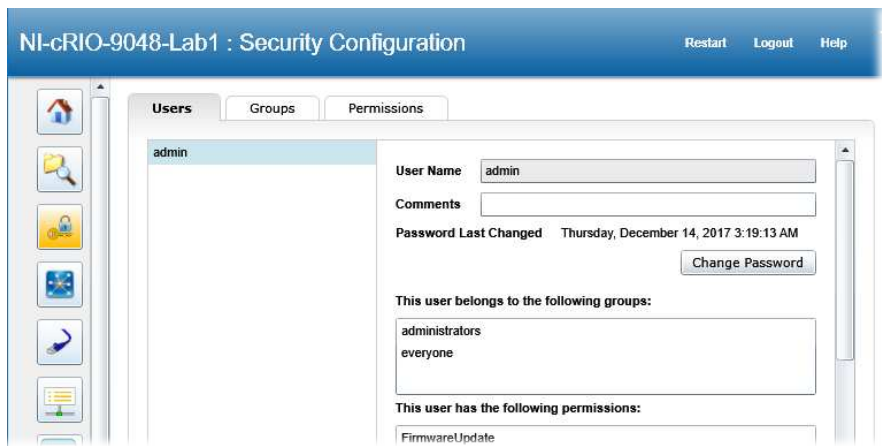 NI-cRIO-9048-Lab1 : Security Configuration
Restart Logout Help
Users Groups Permissions
admin
User Name admin
Comments
Password Last Changed Thursday, December 14, 2017 3:19:13 AM
Change Password
This user belongs to the following groups:
administrators
everyone
This user has the following permissions:
FirmwareUpdate